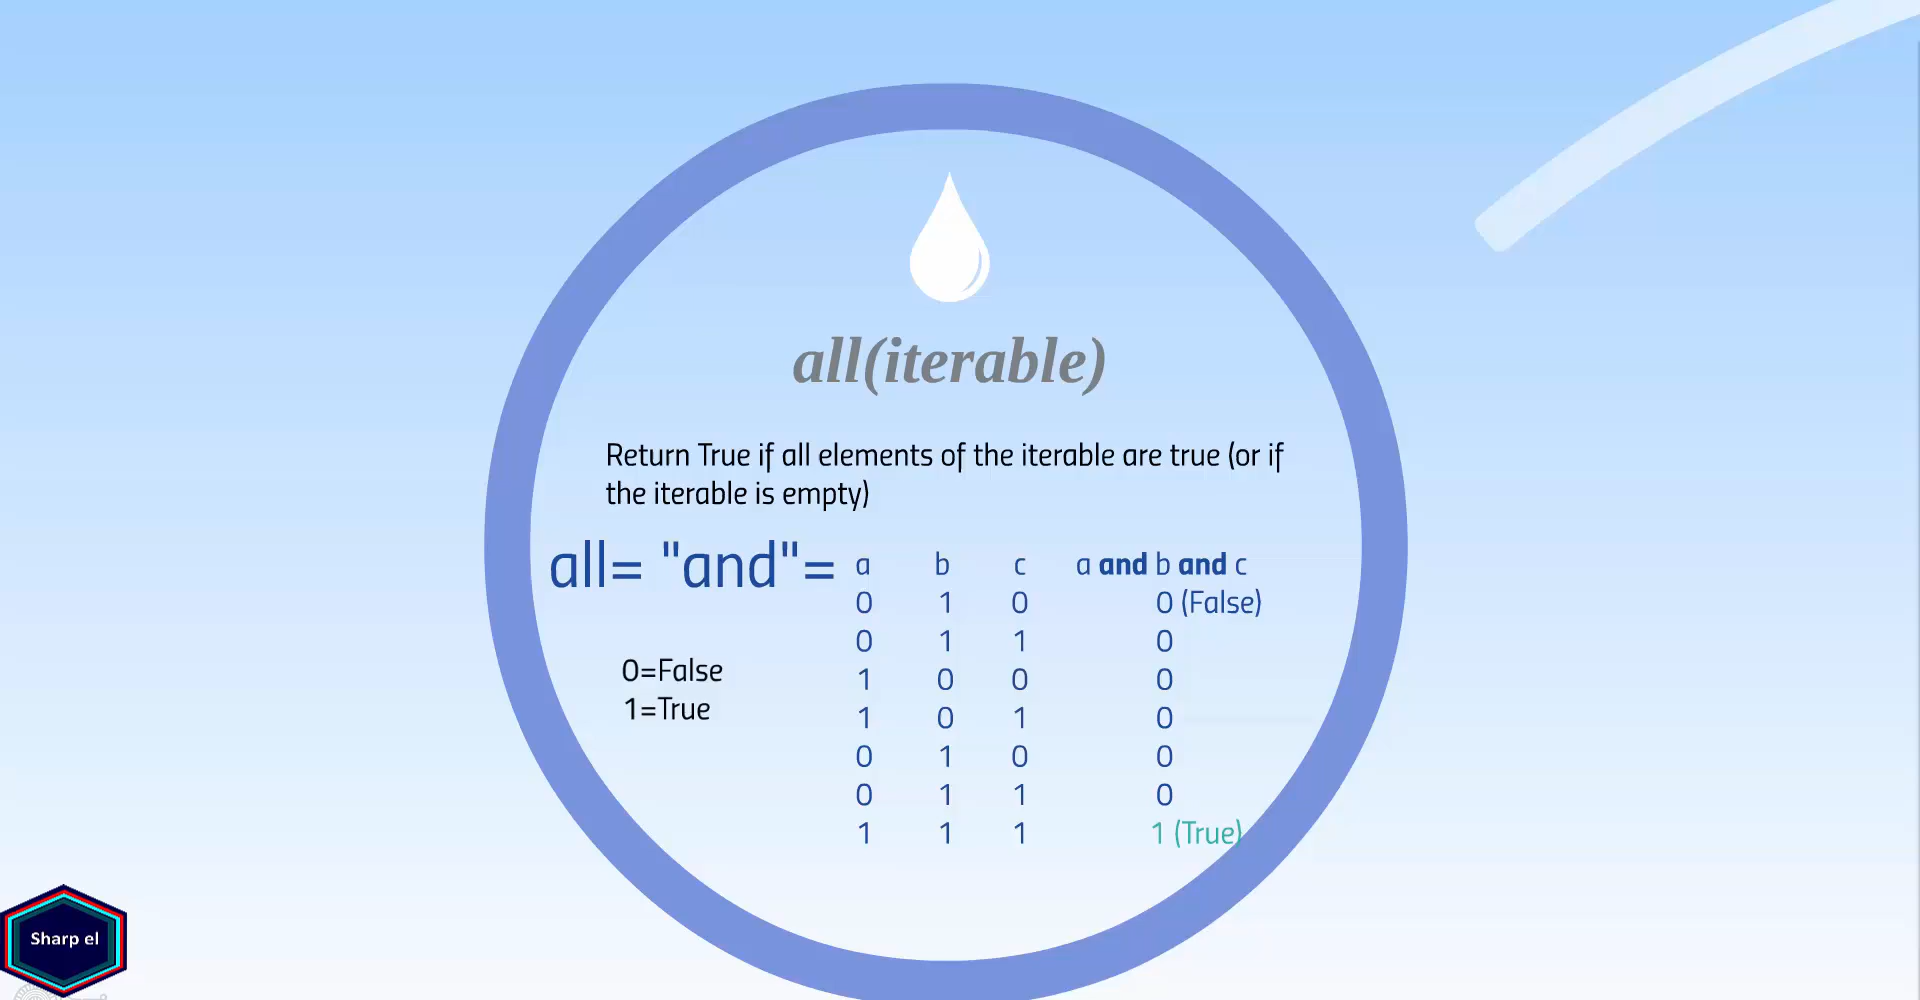 all(iterable)
Return True if all elements of the iterable are true (or if
the iterable is empty)
all= "and"= a b c a and b and c
0 1 0 0 (False)
0 1 1 0
0=False
1 0 0 0
1=True
1 0 1 0
0 1 0 0
0 1 1 0
1 1 1 1 (True)
Sharp el